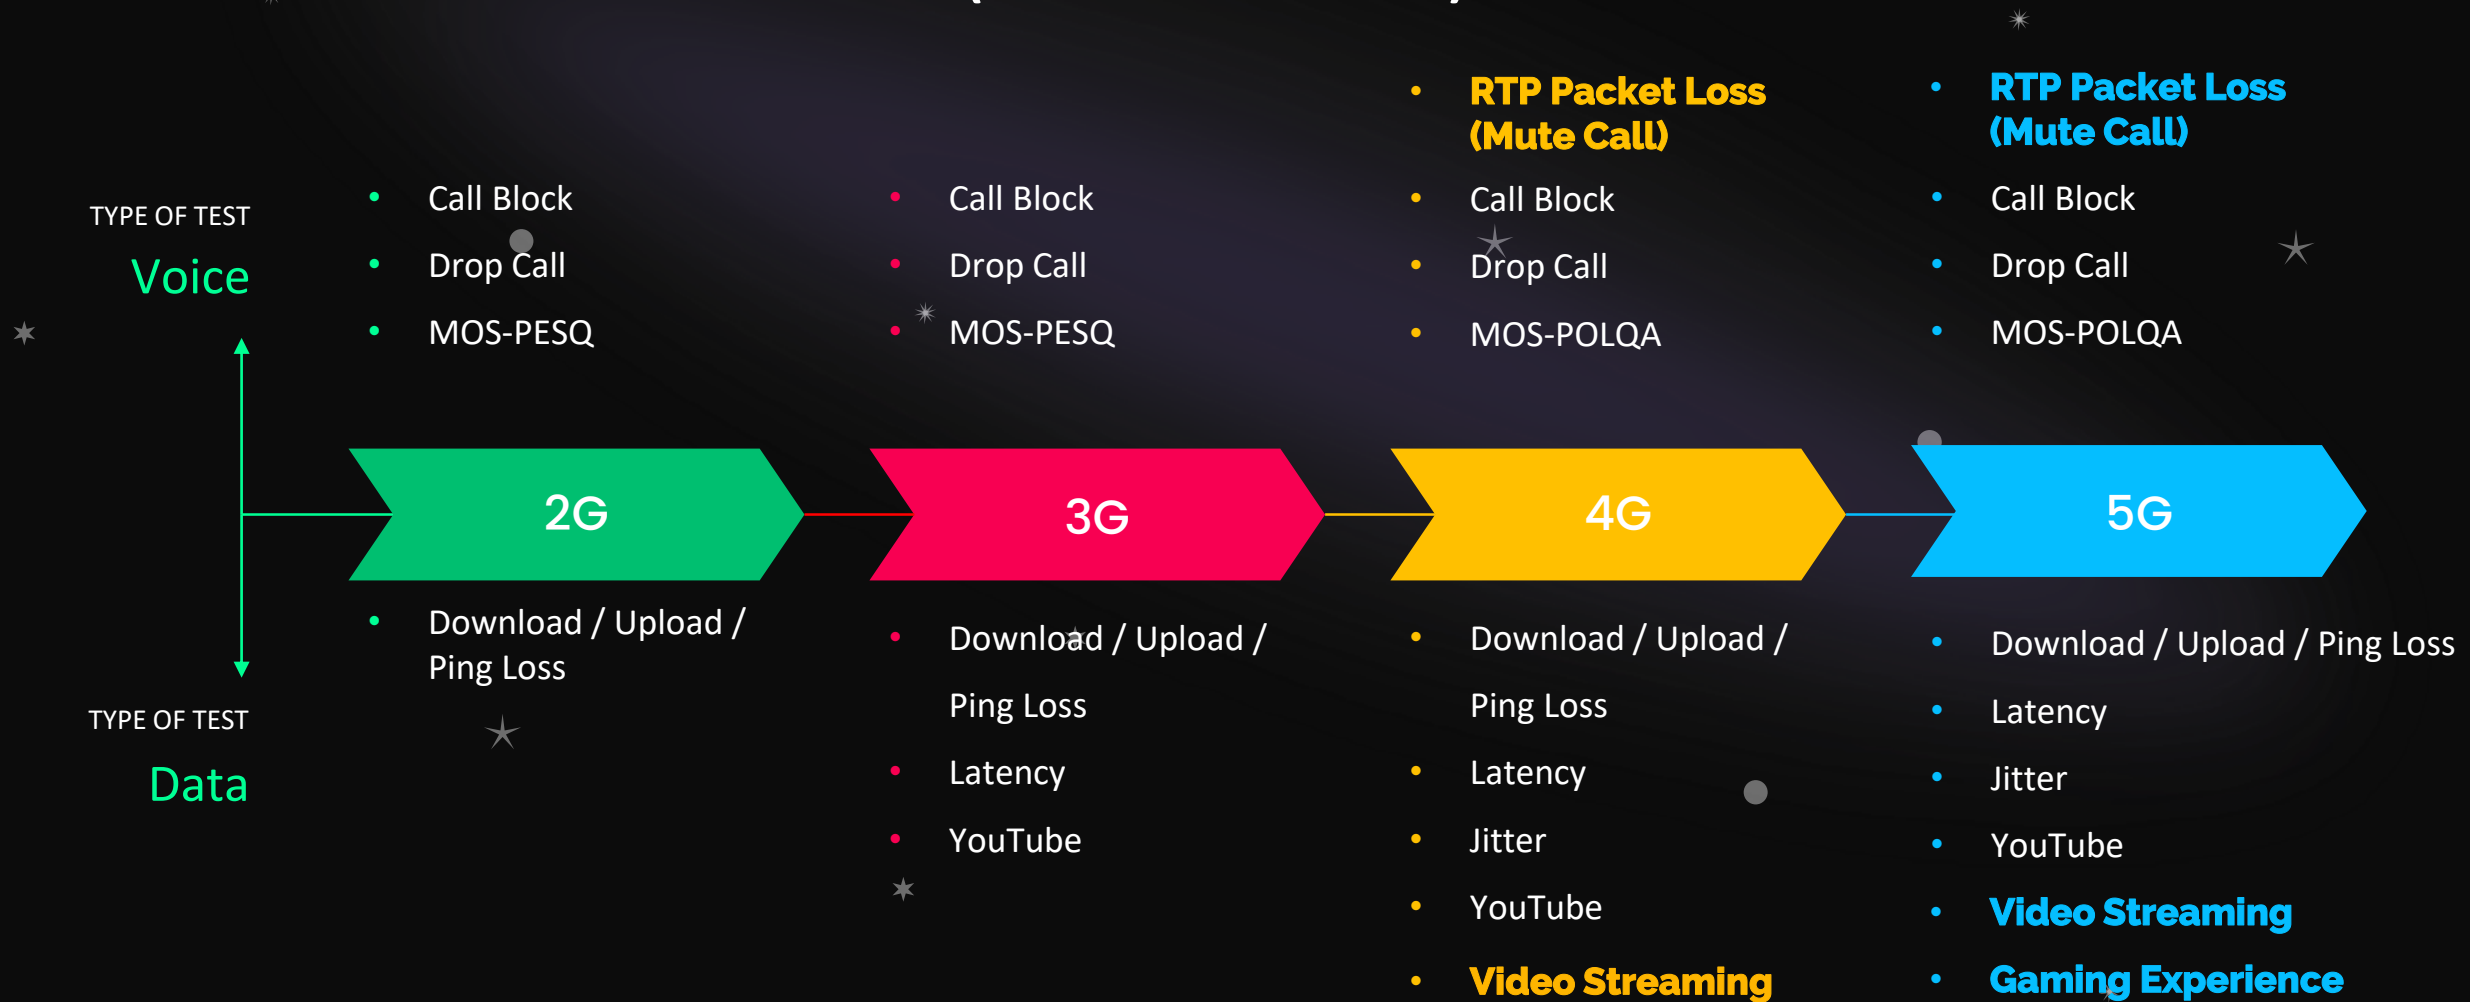 TYPE OF TEST
Voice
• Call Block
• Drop Call
• MOS-PESQ
• Call Block
• Drop Call
• MOS-PESQ
• RTP Packet Loss
(Mute Call)
• Call Block
• Drop Call
• MOS-POLQA
• RTP Packet Loss
(Mute Call)
• Call Block
• Drop Call
• MOS-POLQA
2G
3G
4G
5G
TYPE OF TEST
Data
• Download / Upload /
Ping Loss
• Download / Upload /
Ping Loss
• Latency
• YouTube
• Download / Upload /
Ping Loss
• Latency
• Jitter
• YouTube
• Video Streaming
• Download / Upload / Ping Loss
• Latency
• Jitter
• YouTube
• Video Streaming
• Gaming Experience